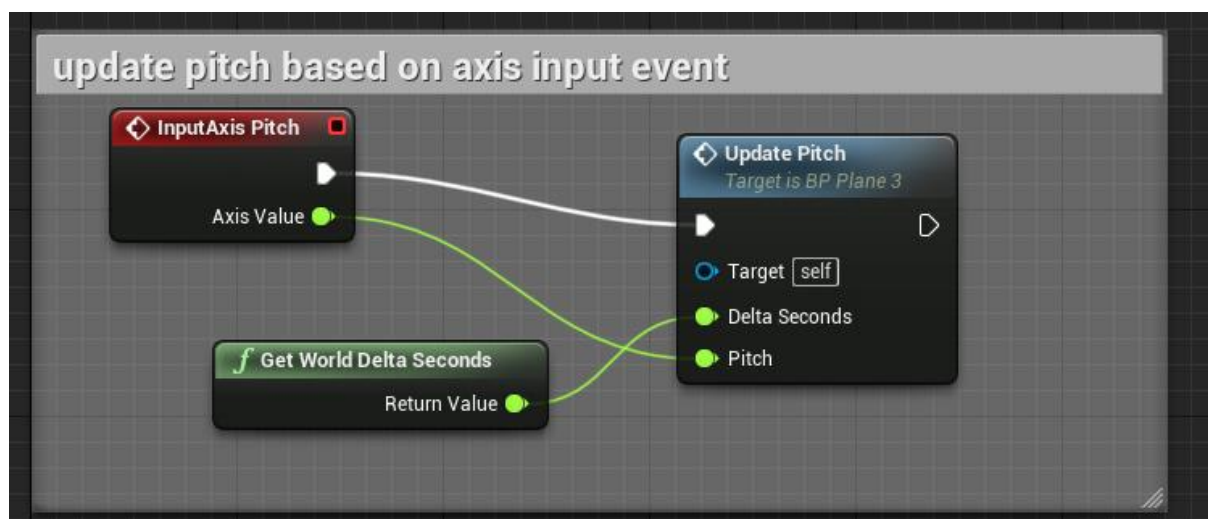 update pitch based on axis input event
InputAxis Pitch
Axis Value
Update Pitch
Target is BP Plane 3
Target self
Delta Seconds
Pitch
f Get World Delta Seconds
Return Value